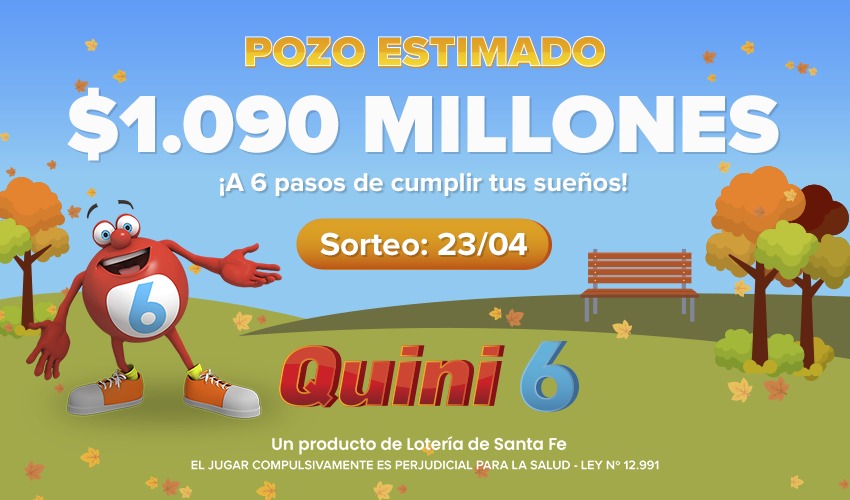 POZO ESTIMADO
$1.090 MILLONES
¡A 6 pasos de cumplir tus sueños!
Sorteo: 23/04
6
Quini 6
Un producto de Lotería de Santa Fe
EL JUGAR COMPULSIVAMENTE ES PERJUDICIAL PARA LA SALUD - LEY Nº 12.991